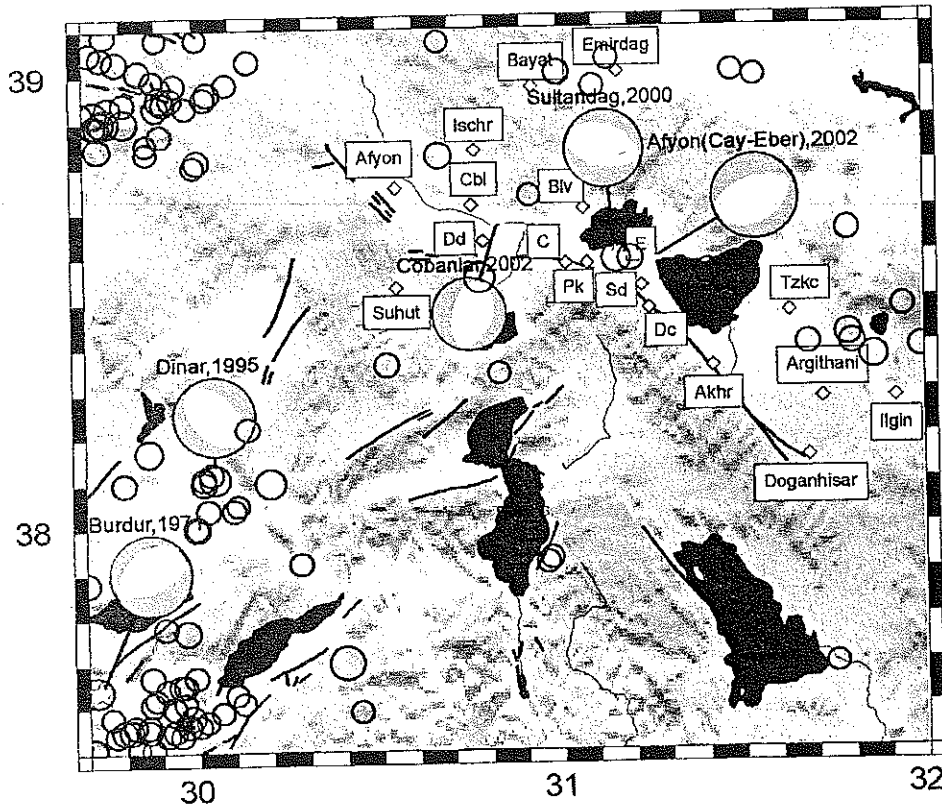 39
Bayat
Emirdag
Sultandag,2000
Ischr
Afyon
Afyon(Cay-Eber),2002
Cbl
Blv
Dd
C
E
Cobanlar,2002
Pk
Sd
Tzkc
Suhut
Dc
Dinar,1995
Argithani
Akhr
Ilgin
Doganhisar
38
Burdur,197
30
31
32